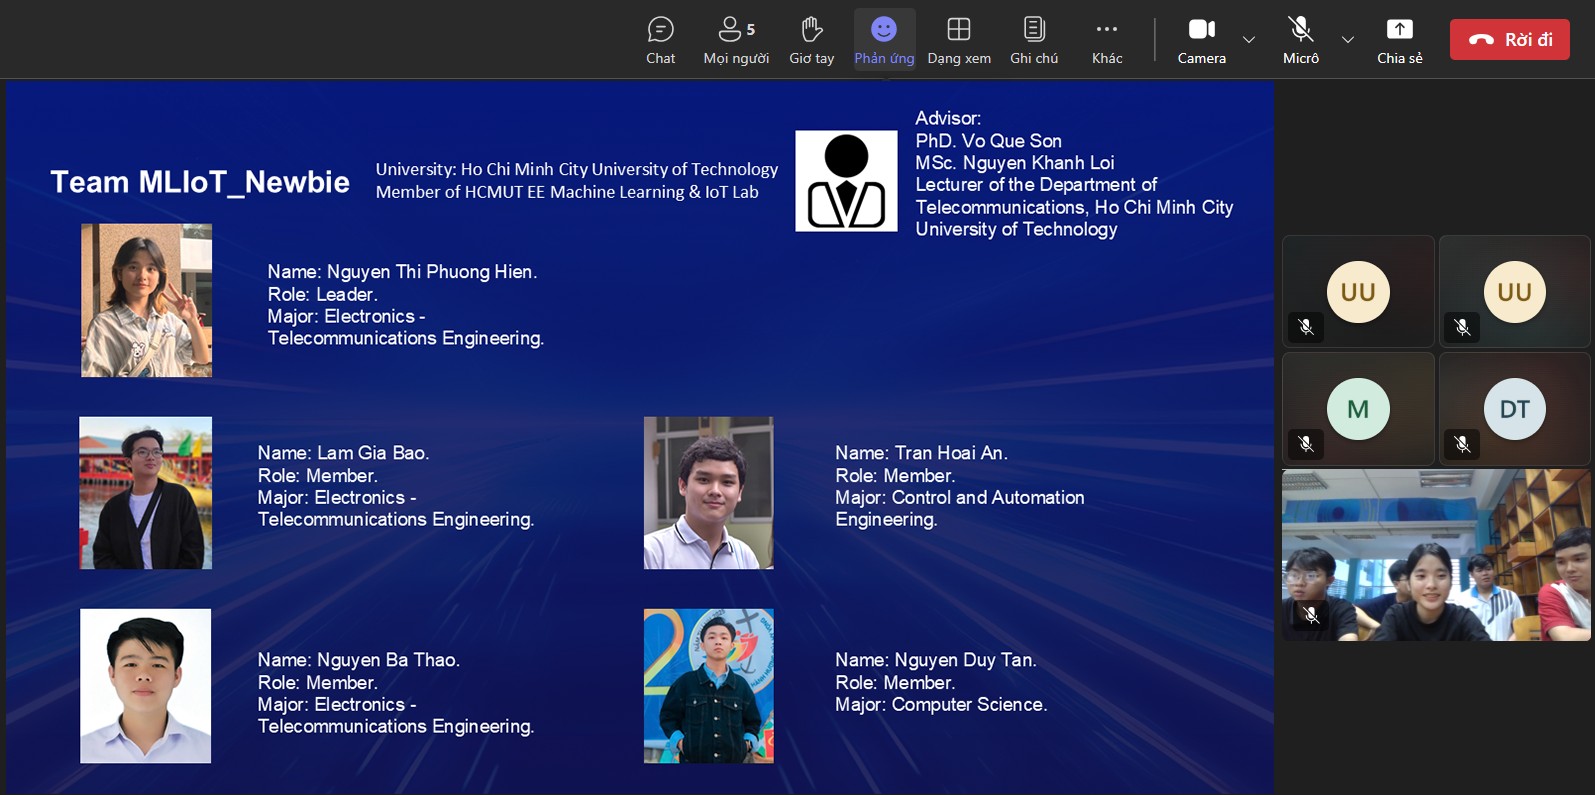 Chat
Mọi người
5
Giơ tay
Phản ứng
Dạng xem
Ghi chú
Khác
Camera
Micrô
Chia sẻ
Rời đi
Team MLIoT_Newbie
University: Ho Chi Minh City University of Technology
Member of HCMUT EE Machine Learning & IoT Lab
Advisor:
PhD. Vo Que Son
MSc. Nguyen Khanh Loi
Lecturer of the Department of
Telecommunications, Ho Chi Minh City
University of Technology
Name: Nguyen Thi Phuong Hien.
Role: Leader.
Major: Electronics -
Telecommunications Engineering.
Name: Lam Gia Bao.
Role: Member.
Major: Electronics -
Telecommunications Engineering.
Name: Tran Hoai An.
Role: Member.
Major: Control and Automation
Engineering.
Name: Nguyen Ba Thao.
Role: Member.
Major: Electronics -
Telecommunications Engineering.
Name: Nguyen Duy Tan.
Role: Member.
Major: Computer Science.
UU
UU
M
DT